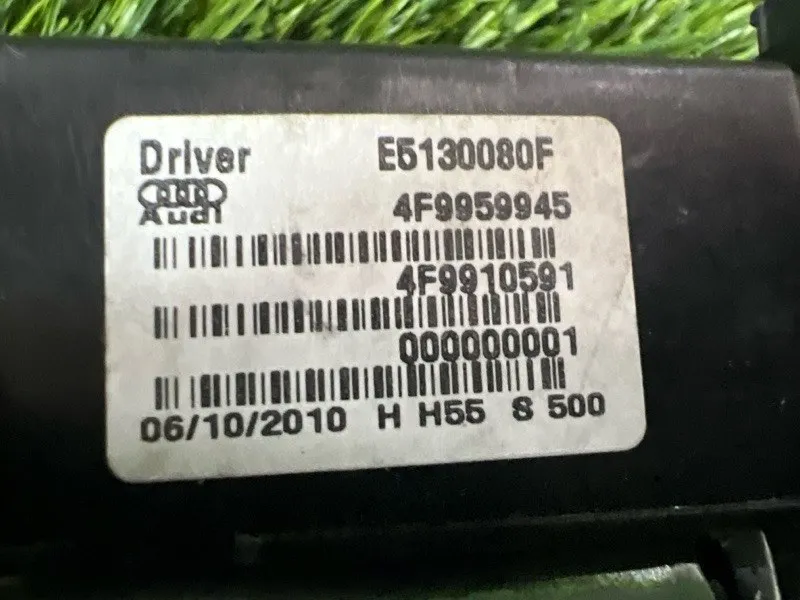 Driver E5130080F
Audi 4F9959945
4F9910591
000000001
06/10/2010 H H55 S 500